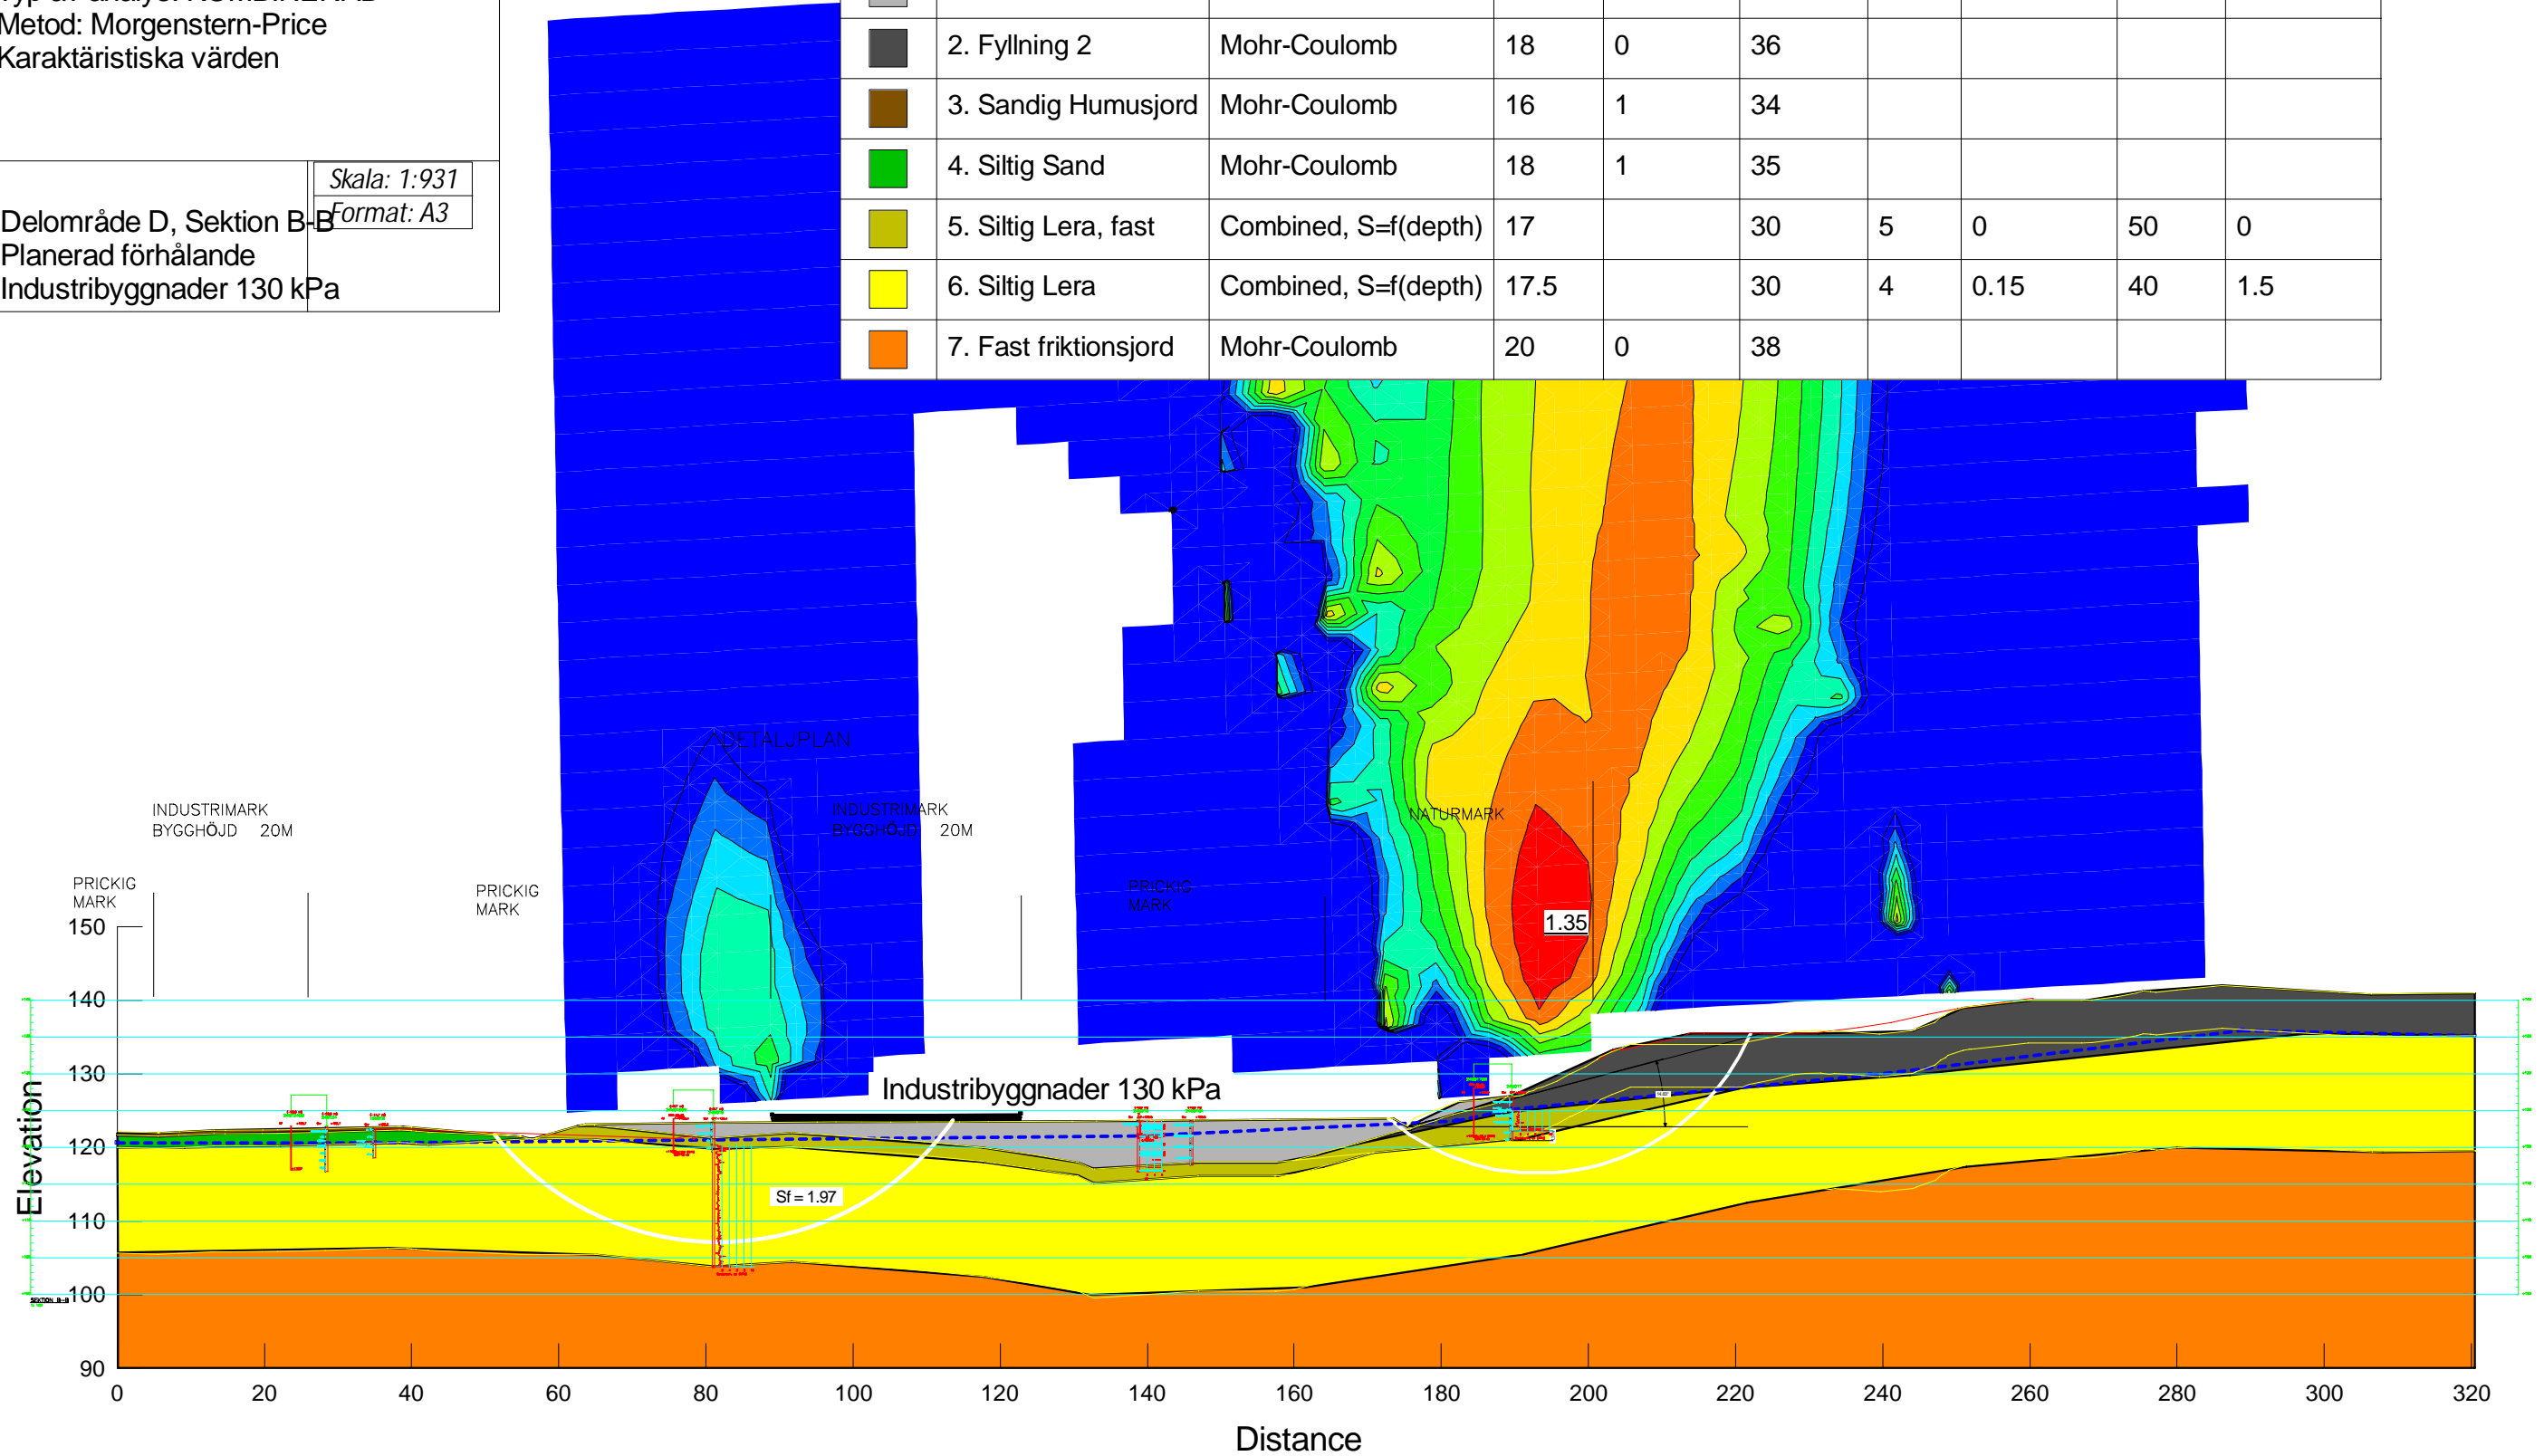 Metod: Morgenstern-Price
Karaktäristiska värden
Skala: 1:931
Format: A3
Delområde D, Sektion B-B
Planerad förhålande
Industribyggnader 130 kPa
2. Fyllning 2 Mohr-Coulomb 18 0 36
3. Sandig Humusjord Mohr-Coulomb 16 1 34
4. Siltig Sand Mohr-Coulomb 18 1 35
5. Siltig Lera, fast Combined, S=f(depth) 17 30 5 0 50 0
6. Siltig Lera Combined, S=f(depth) 17.5 30 4 0.15 40 1.5
7. Fast friktionsjord Mohr-Coulomb 20 0 38
DETALJPLAN
INDUSTRIMARK
BYGGHÖJD 20M
INDUSTRIMARK
BYGGHÖJD 20M
NATURMARK
PRICKIG
MARK
PRICKIG
MARK
PRICKIG
MARK
1.35
Industribyggnader 130 kPa
Sf = 1.97
SEKTION B-B
Elevation
150
140
130
120
110
100
90
0 20 40 60 80 100 120 140 160 180 200 220 240 260 280 300 320
Distance